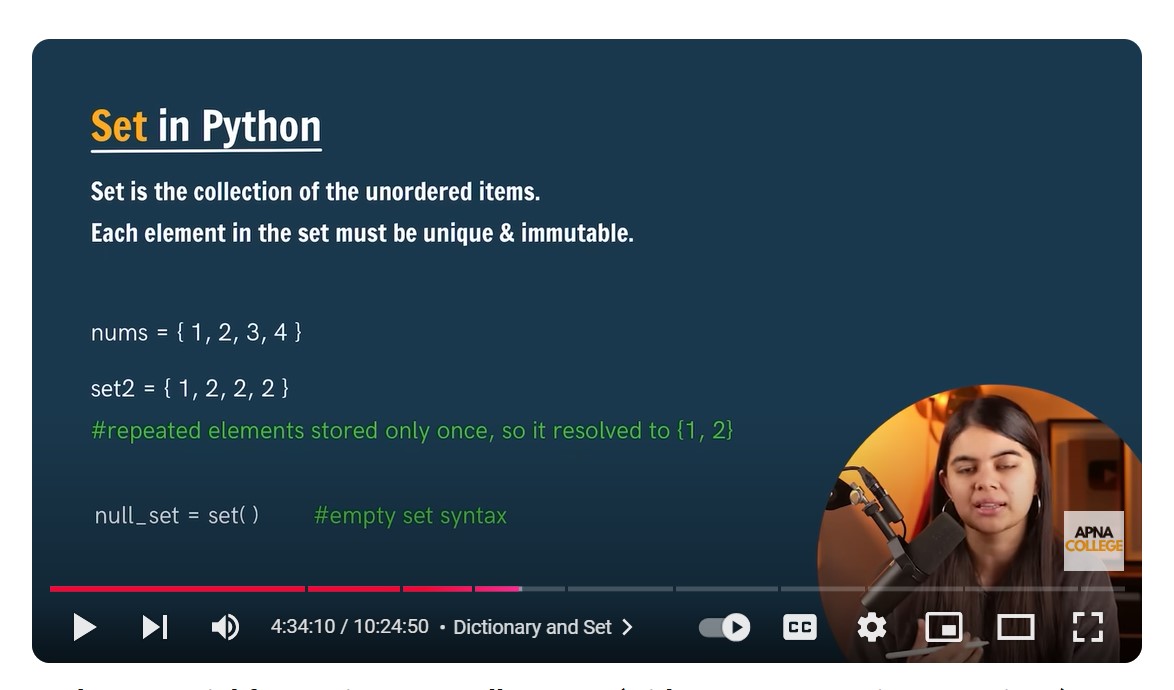 Set in Python
Set is the collection of the unordered items.
Each element in the set must be unique & immutable.
nums = { 1, 2, 3, 4 }
set2 = { 1, 2, 2, 2 }
#repeated elements stored only once, so it resolved to {1, 2}
null_set = set( ) #empty set syntax
APNA
COLLEGE
4:34:10 / 10:24:50 • Dictionary and Set
CC